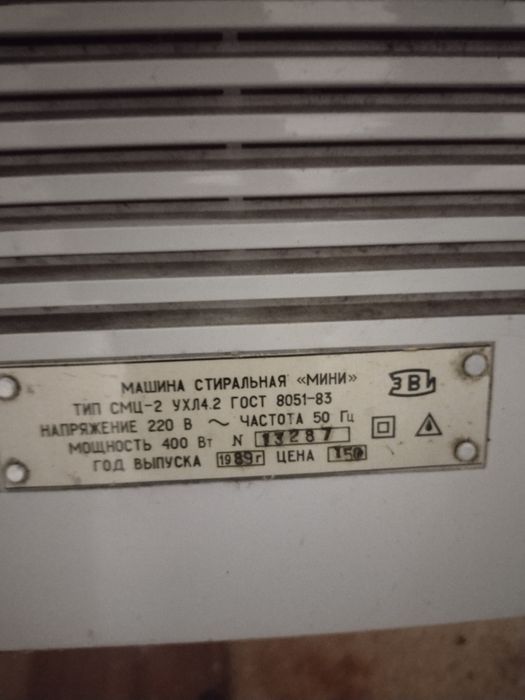 МАШИНА СТИРАЛЬНАЯ «МИНИ»
ЗВИ
ТИП СМЦ-2 УХЛ4.2 ГОСТ 8051-83
НАПРЯЖЕНИЕ 220 В ~ ЧАСТОТА 50 Гц
МОЩНОСТЬ 400 Вт N 13287
ГОД ВЫПУСКА 1989г ЦЕНА 150